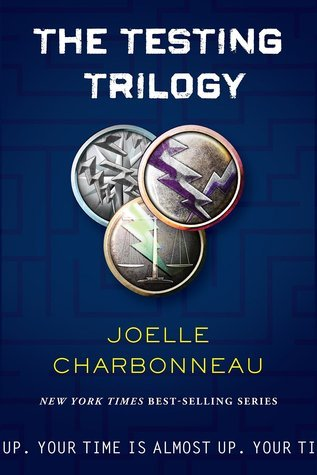 THE TESTING
TRILOGY
JOELLE
CHARBONNEAU
NEW YORK TIMES BEST-SELLING SERIES
UP. YOUR TIME IS ALMOST UP. YOUR TI